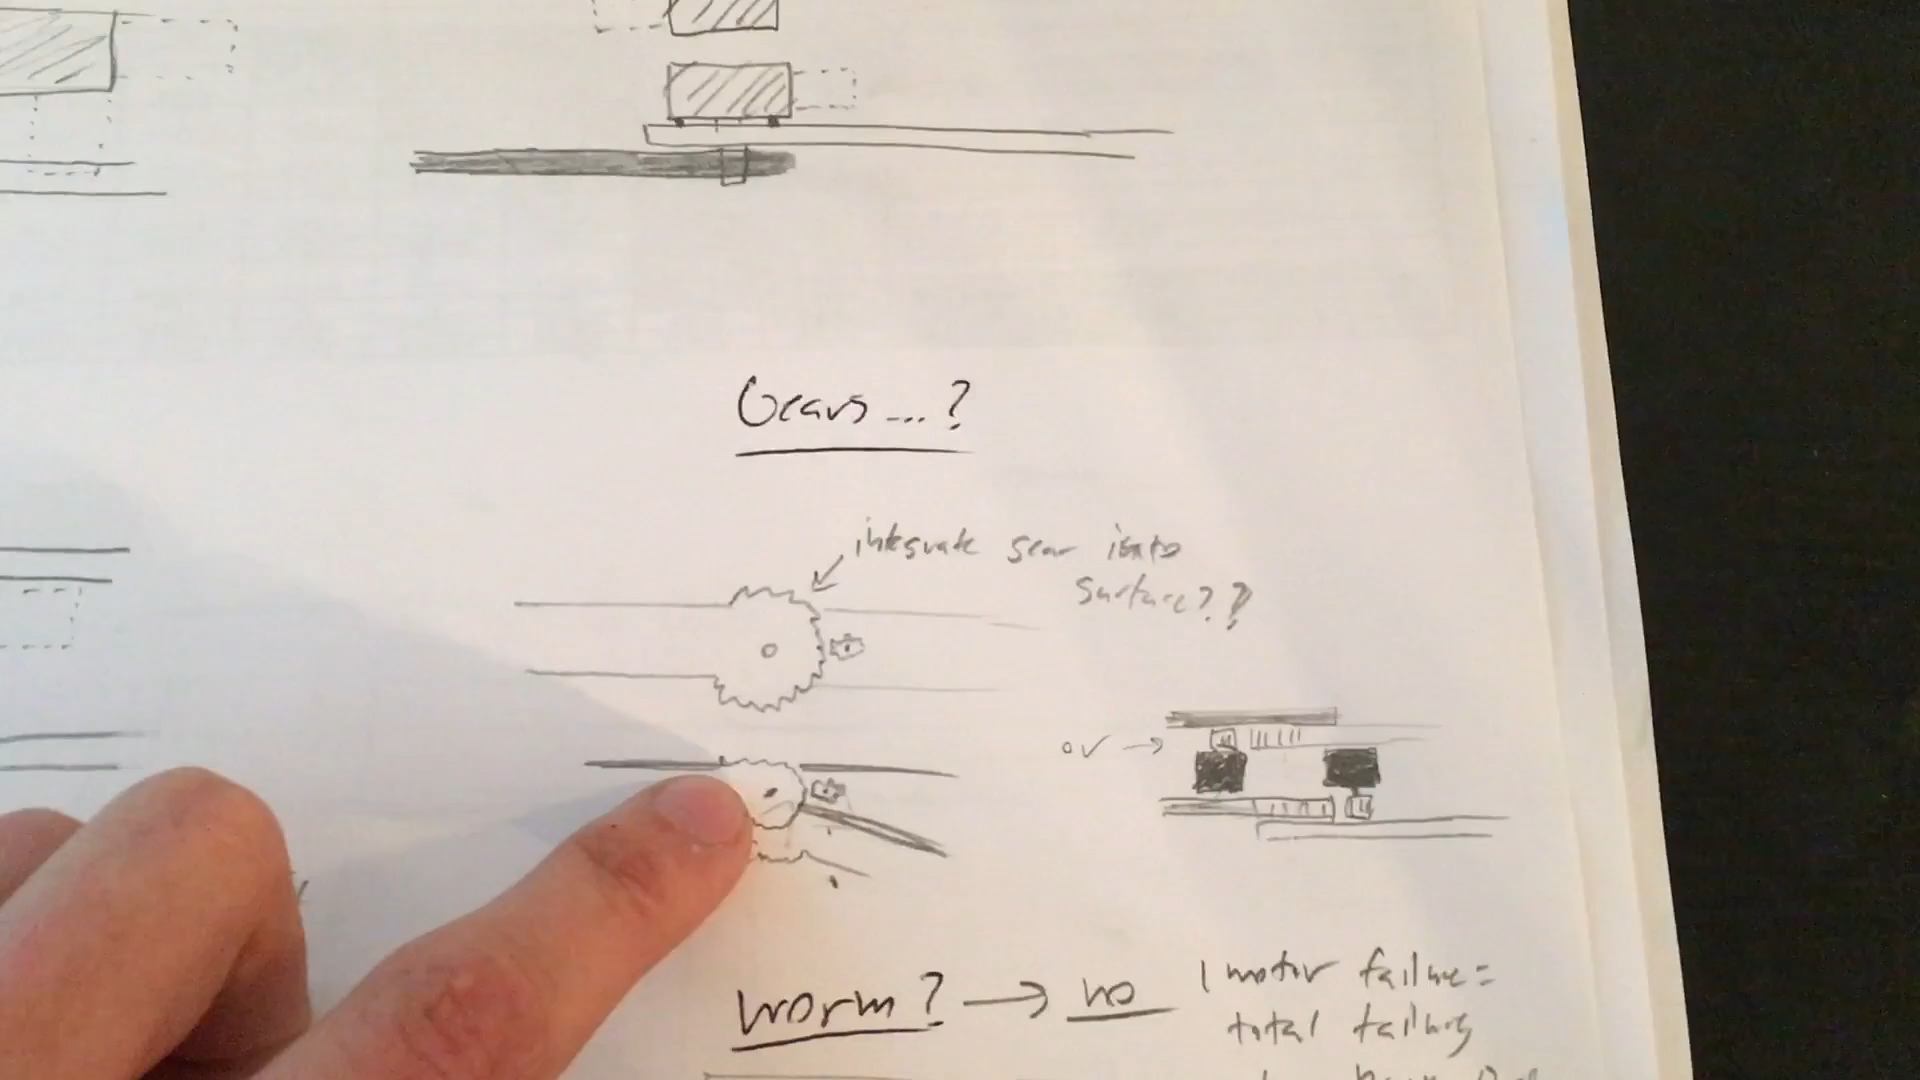 Gears...?
integrate gear into
surface??
or →
worm? → no
1 motor failure =
total failure